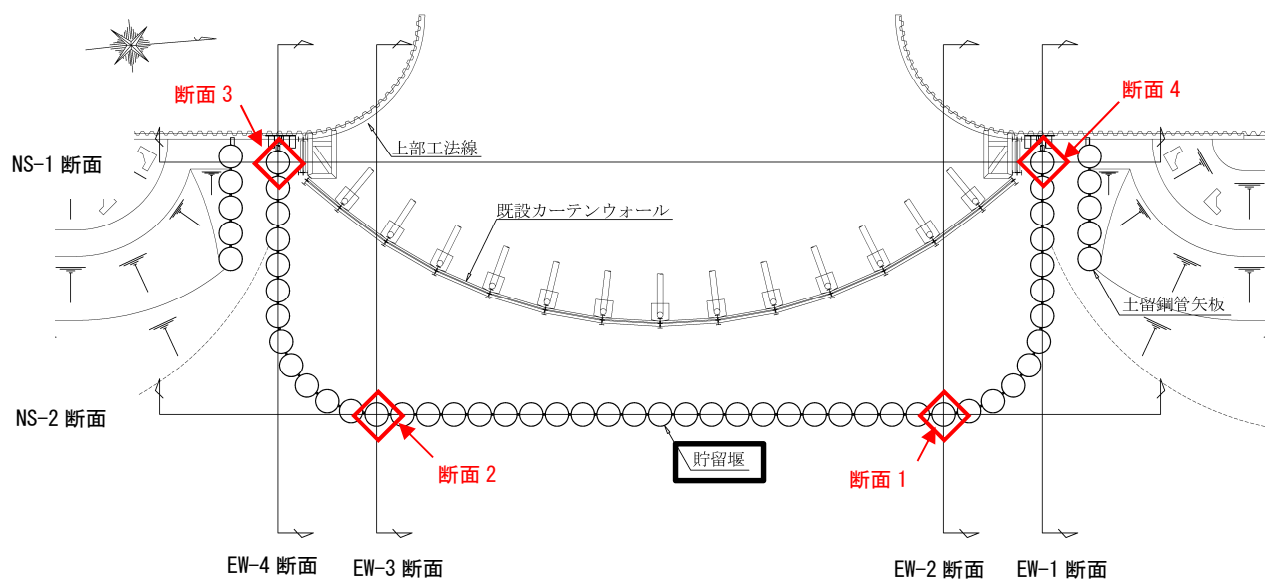 断面 3
断面 4
上部工法線
NS-1 断面
既設カーテンウォール
土留鋼管矢板
NS-2 断面
貯留堰
断面 2
断面 1
EW-4 断面
EW-3 断面
EW-2 断面
EW-1 断面